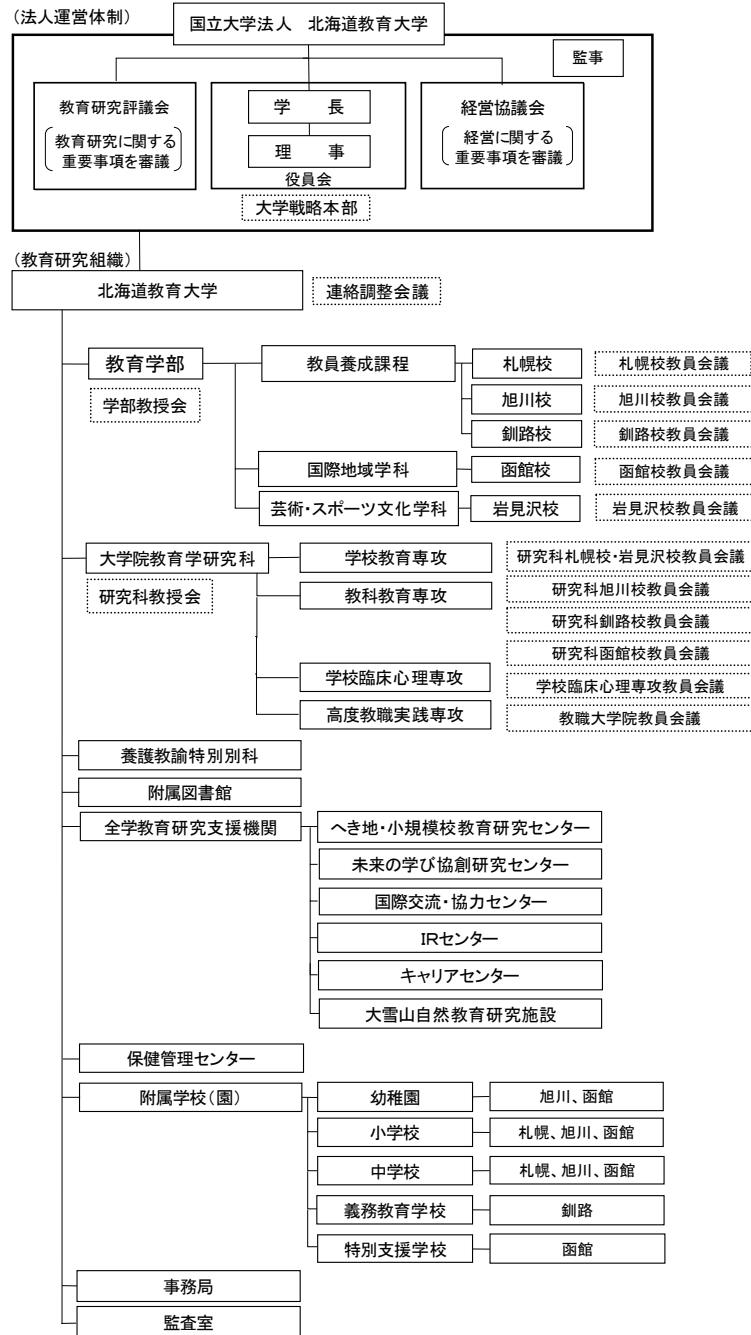 (法人運営体制)
国立大学法人 北海道教育大学
監事
教育研究評議会
教育研究に関する
重要事項を審議
学 長
理 事
役員会
経営協議会
経営に関する
重要事項を審議
大学戦略本部
(教育研究組織)
北海道教育大学
連絡調整会議
教育学部
教員養成課程
札幌校
札幌校教員会議
学部教授会
旭川校
旭川校教員会議
釧路校
釧路校教員会議
国際地域学科
函館校
函館校教員会議
芸術・スポーツ文化学科
岩見沢校
岩見沢校教員会議
大学院教育学研究科
学校教育専攻
研究科札幌校・岩見沢校教員会議
研究科教授会
教科教育専攻
研究科旭川校教員会議
研究科釧路校教員会議
研究科函館校教員会議
学校臨床心理専攻
学校臨床心理専攻教員会議
高度教職実践専攻
教職大学院教員会議
養護教諭特別別科
附属図書館
全学教育研究支援機関
へき地・小規模校教育研究センター
未来の学び協創研究センター
国際交流・協力センター
IRセンター
キャリアセンター
大雪山自然教育研究施設
保健管理センター
附属学校(園)
幼稚園
旭川、函館
小学校
札幌、旭川、函館
中学校
札幌、旭川、函館
義務教育学校
釧路
特別支援学校
函館
事務局
監査室